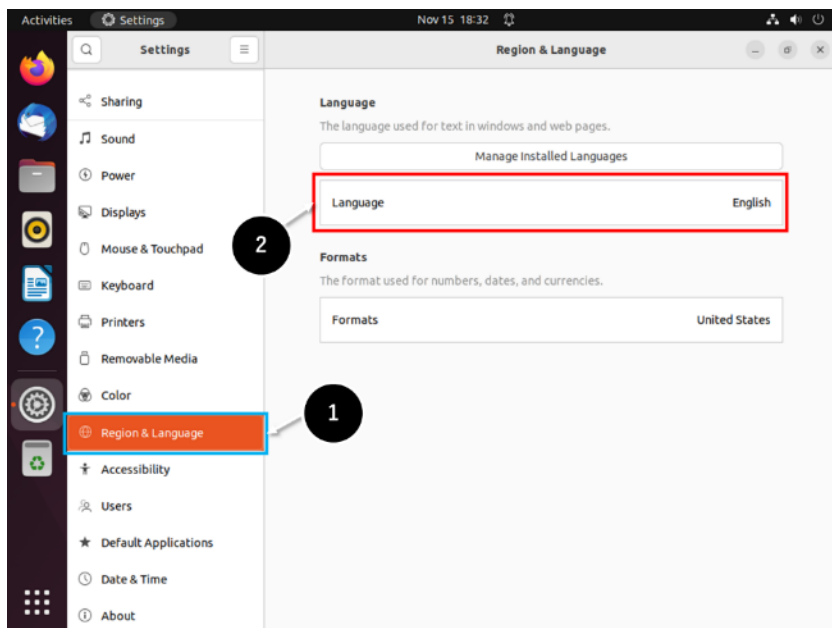 Activities Settings Nov 15 18:32
Settings Region & Language
Sharing
Sound
Power
Displays
Mouse & Touchpad
Keyboard
Printers
Removable Media
Color
Region & Language
Accessibility
Users
Default Applications
Date & Time
About
Language
The language used for text in windows and web pages.
Manage Installed Languages
Language English
Formats
The format used for numbers, dates, and currencies.
Formats United States
2
1
?